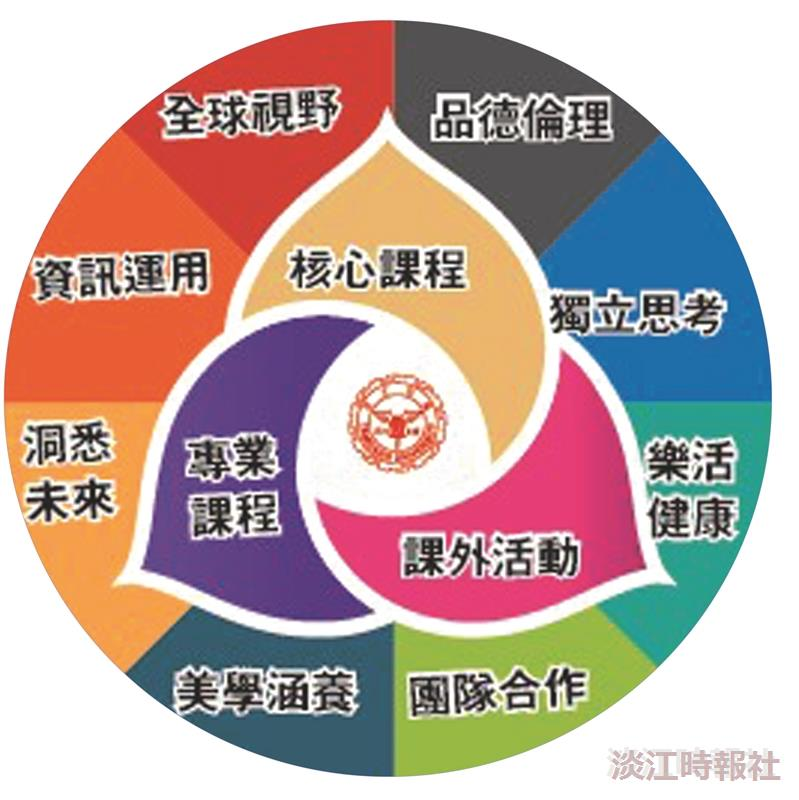 全球視野
品德倫理
資訊運用
核心課程
獨立思考
洞悉
未來
專業
課程
樂活
健康
課外活動
美學涵養
團隊合作
淡江時報社